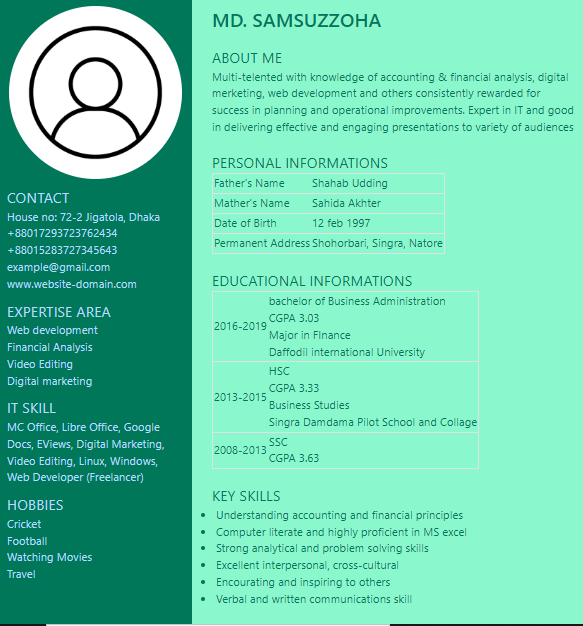 MD. SAMSUZZOHA
ABOUT ME
Multi-telented with knowledge of accounting & financial analysis, digital
merketing, web development and others consistently rewarded for
success in planning and operational improvements. Expert in IT and good
in delivering effective and engaging presentations to variety of audiences
PERSONAL INFORMATIONS
Father's Name Shahab Udding
Mather's Name Sahida Akhter
Date of Birth 12 feb 1997
Permanent Address Shohorbari, Singra, Natore
EDUCATIONAL INFORMATIONS
2016-2019
bachelor of Business Administration
CGPA 3.03
Major in FInance
Daffodil international University
2013-2015
HSC
CGPA 3.33
Business Studies
Singra Damdama Pilot School and Collage
2008-2013
SSC
CGPA 3.63
KEY SKILLS
Understanding accounting and financial principles
Computer literate and highly proficient in MS excel
Strong analytical and problem solving skills
Excellent interpersonal, cross-cultural
Encourating and inspiring to others
Verbal and written communications skill
CONTACT
House no: 72-2 Jigatola, Dhaka
+88017293723762434
+88015283727345643
example@gmail.com
www.website-domain.com
EXPERTISE AREA
Web development
Financial Analysis
Video Editing
Digital marketing
IT SKILL
MC Office, Libre Office, Google
Docs, EViews, Digital Marketing,
Video Editing, Linux, Windows,
Web Developer (Freelancer)
HOBBIES
Cricket
Football
Watching Movies
Travel